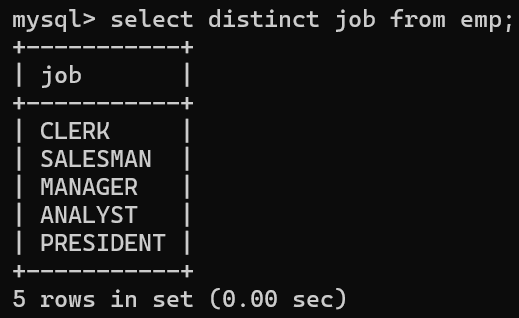 mysql> select distinct job from emp;
+-----------+
| job       |
+-----------+
| CLERK     |
| SALESMAN  |
| MANAGER   |
| ANALYST   |
| PRESIDENT |
+-----------+
5 rows in set (0.00 sec)